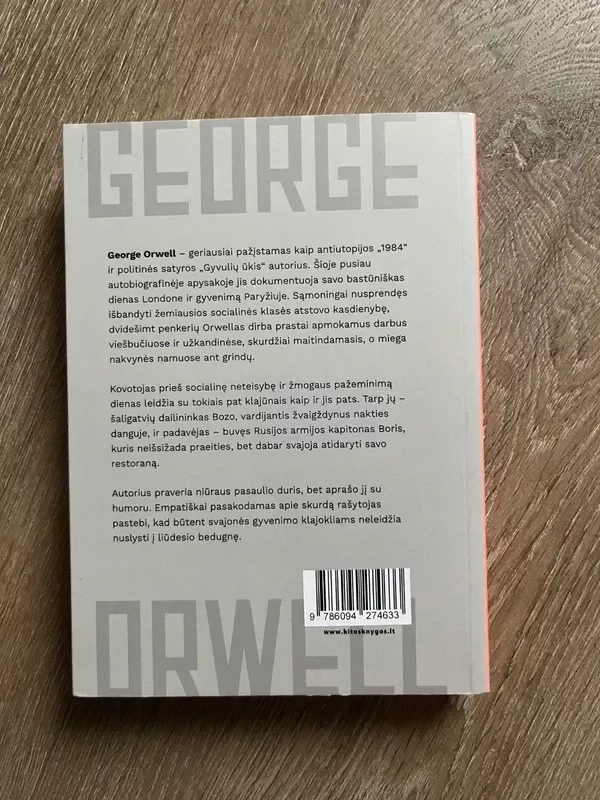 GEORGE
George Orwell – geriausiai pažįstamas kaip antiutopijos „1984“
ir politinės satyros „Gyvulių ūkis“ autorius. Šioje pusiau
autobiografinėje apysakoje jis dokumentuoja savo bastūniškas
dienas Londone ir gyvenimą Paryžiuje. Sąmoningai nusprendęs
išbandyti žemiausios socialinės klasės atstovo kasdienybę,
dvidešimt penkerių Orwellas dirba prastai apmokamus darbus
viešbučiuose ir užkandinėse, skurdžiai maitindamasis, o miega
nakvynės namuose ant grindų.
Kovotojas prieš socialinę neteisybę ir žmogaus pažeminimą
dienas leidžia su tokiais pat klajūnais kaip ir jis pats. Tarp jų –
šaligatvių dailininkas Bozo, vardijantis žvaigždynus nakties
danguje, ir padavėjas – buvęs Rusijos armijos kapitonas Boris,
kuris neišsižada praeities, bet dabar svajoja atidaryti savo
restoraną.
Autorius praveria niūraus pasaulio duris, bet aprašo jį su
humoru. Empatiškai pasakodamas apie skurdą rašytojas
pastebi, kad būtent svajonės gyvenimo klajokliams neleidžia
nuslysti į liūdesio bedugnę.
9 786094 274633
www.kitosknygos.lt
ORWELL